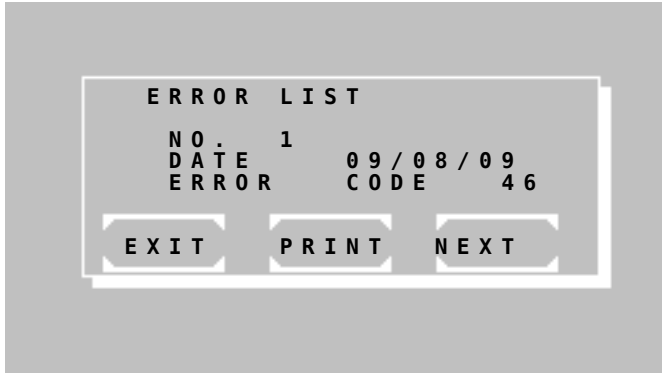 ERROR LIST
NO. 1
DATE 09/08/09
ERROR CODE 46
EXIT PRINT NEXT